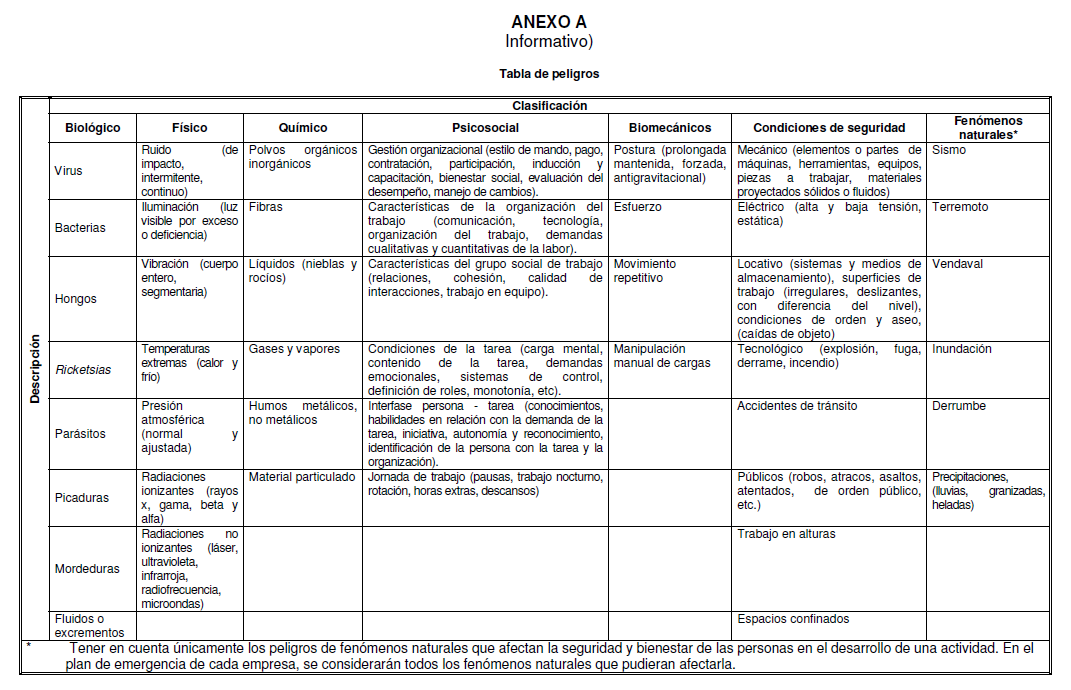 ANEXO A
Informativo)
Tabla de peligros
Clasificación
Descripción
Biológico
Físico
Químico
Psicosocial
Biomecánicos
Condiciones de seguridad
Fenómenos
naturales*
Virus
Ruido (de
impacto,
intermitente,
continuo)
Polvos orgánicos
inorgánicos
Gestión organizacional (estilo de mando, pago,
contratación, participación, inducción y
capacitación, bienestar social, evaluación del
desempeño, manejo de cambios).
Postura (prolongada
mantenida, forzada,
antigravitacional)
Mecánico (elementos o partes de
máquinas, herramientas, equipos,
piezas a trabajar, materiales
proyectados sólidos o fluidos)
Sismo
Bacterias
Iluminación (luz
visible por exceso
o deficiencia)
Fibras
Características de la organización del
trabajo (comunicación, tecnología,
organización del trabajo, demandas
cualitativas y cuantitativas de la labor).
Esfuerzo
Eléctrico (alta y baja tensión,
estática)
Terremoto
Hongos
Vibración (cuerpo
entero,
segmentaria)
Líquidos (nieblas y
rocíos)
Características del grupo social de trabajo
(relaciones, cohesión, calidad de
interacciones, trabajo en equipo).
Movimiento
repetitivo
Locativo (sistemas y medios de
almacenamiento), superficies de
trabajo (irregulares, deslizantes,
con diferencia del nivel),
condiciones de orden y aseo,
(caídas de objeto)
Vendaval
Ricketsias
Temperaturas
extremas (calor y
frío)
Gases y vapores
Condiciones de la tarea (carga mental,
contenido de la tarea, demandas
emocionales, sistemas de control,
definición de roles, monotonía, etc).
Manipulación
manual de cargas
Tecnológico (explosión, fuga,
derrame, incendio)
Inundación
Parásitos
Presión
atmosférica
(normal y
ajustada)
Humos metálicos,
no metálicos
Interfase persona - tarea (conocimientos,
habilidades en relación con la demanda de la
tarea, iniciativa, autonomía y reconocimiento,
identificación de la persona con la tarea y la
organización).
Accidentes de tránsito
Derrumbe
Picaduras
Radiaciones
ionizantes (rayos
x, gama, beta y
alfa)
Material particulado
Jornada de trabajo (pausas, trabajo nocturno,
rotación, horas extras, descansos)
Públicos (robos, atracos, asaltos,
atentados, de orden público,
etc.)
Precipitaciones,
(lluvias, granizadas,
heladas)
Mordeduras
Radiaciones no
ionizantes (láser,
ultravioleta,
infrarroja,
radiofrecuencia,
microondas)
Trabajo en alturas
Fluidos o
excrementos
Espacios confinados
* Tener en cuenta únicamente los peligros de fenómenos naturales que afectan la seguridad y bienestar de las personas en el desarrollo de una actividad. En el
plan de emergencia de cada empresa, se considerarán todos los fenómenos naturales que pudieran afectarla.